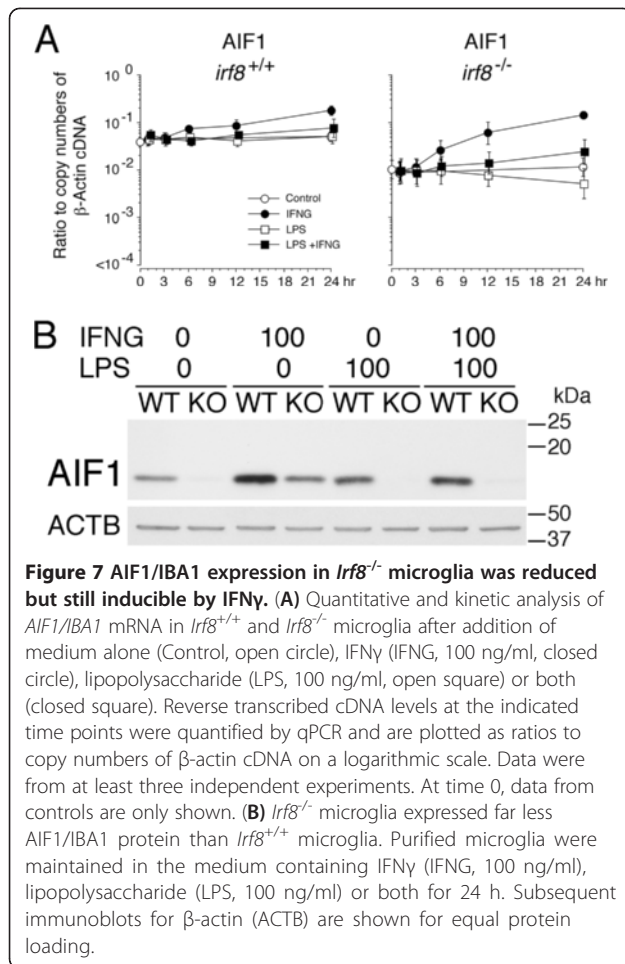 A
AIF1
irf8+/+
AIF1
irf8-/-
Ratio to copy numbers of
β-Actin cDNA
10⁰
10⁻¹
10⁻²
10⁻³
<10⁻⁴
Control
IFNG
LPS
LPS +IFNG
0 3 6 9 12 15 18 21 24 hr
0 3 6 9 12 15 18 21 24 hr
B
IFNG 0 100 0 100
LPS 0 0 100 100
WT KO WT KO WT KO WT KO kDa
25
20
AIF1
ACTB
50
37
Figure 7 AIF1/IBA1 expression in Irf8-/- microglia was reduced
but still inducible by IFNγ. (A) Quantitative and kinetic analysis of
AIF1/IBA1 mRNA in Irf8+/+ and Irf8-/- microglia after addition of
medium alone (Control, open circle), IFNγ (IFNG, 100 ng/ml, closed
circle), lipopolysaccharide (LPS, 100 ng/ml, open square) or both
(closed square). Reverse transcribed cDNA levels at the indicated
time points were quantified by qPCR and are plotted as ratios to
copy numbers of β-actin cDNA on a logarithmic scale. Data were
from at least three independent experiments. At time 0, data from
controls are only shown. (B) Irf8-/- microglia expressed far less
AIF1/IBA1 protein than Irf8+/+ microglia. Purified microglia were
maintained in the medium containing IFNγ (IFNG, 100 ng/ml),
lipopolysaccharide (LPS, 100 ng/ml) or both for 24 h. Subsequent
immunoblots for β-actin (ACTB) are shown for equal protein
loading.